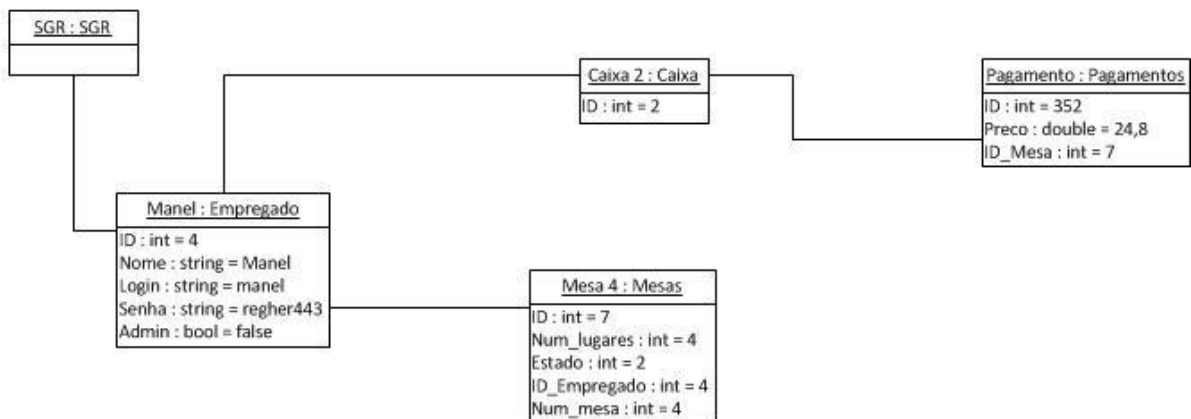 SGR : SGR
Caixa 2 : Caixa
ID : int = 2
Pagamento : Pagamentos
ID : int = 352
Preco : double = 24,8
ID_Mesa : int = 7
Manel : Empregado
ID : int = 4
Nome : string = Manel
Login : string = manel
Senha : string = regher443
Admin : bool = false
Mesa 4 : Mesas
ID : int = 7
Num_lugares : int = 4
Estado : int = 2
ID_Empregado : int = 4
Num_mesa : int = 4